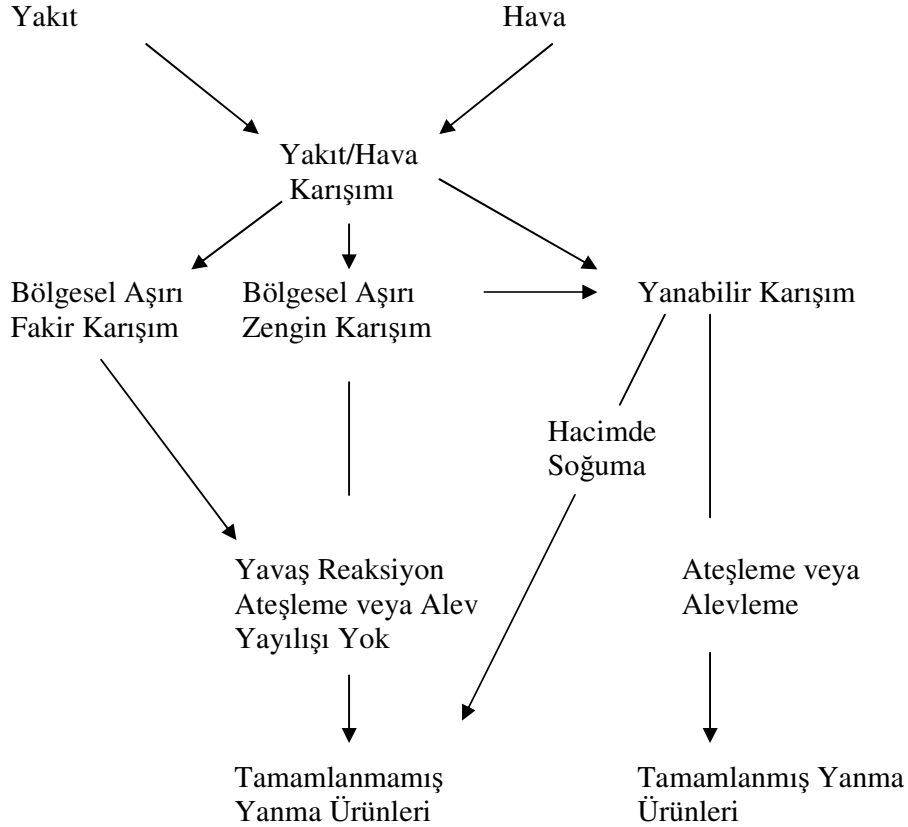 Yakıt
Hava
Yakıt/Hava
Karışımı
Bölgesel Aşırı
Fakir Karışım
Bölgesel Aşırı
Zengin Karışım
Yanabilir Karışım
Hacimde
Soğuma
Yavaş Reaksiyon
Ateşleme veya Alev
Yayılışı Yok
Ateşleme veya
Alevleme
Tamamlanmamış
Yanma Ürünleri
Tamamlanmış Yanma
Ürünleri